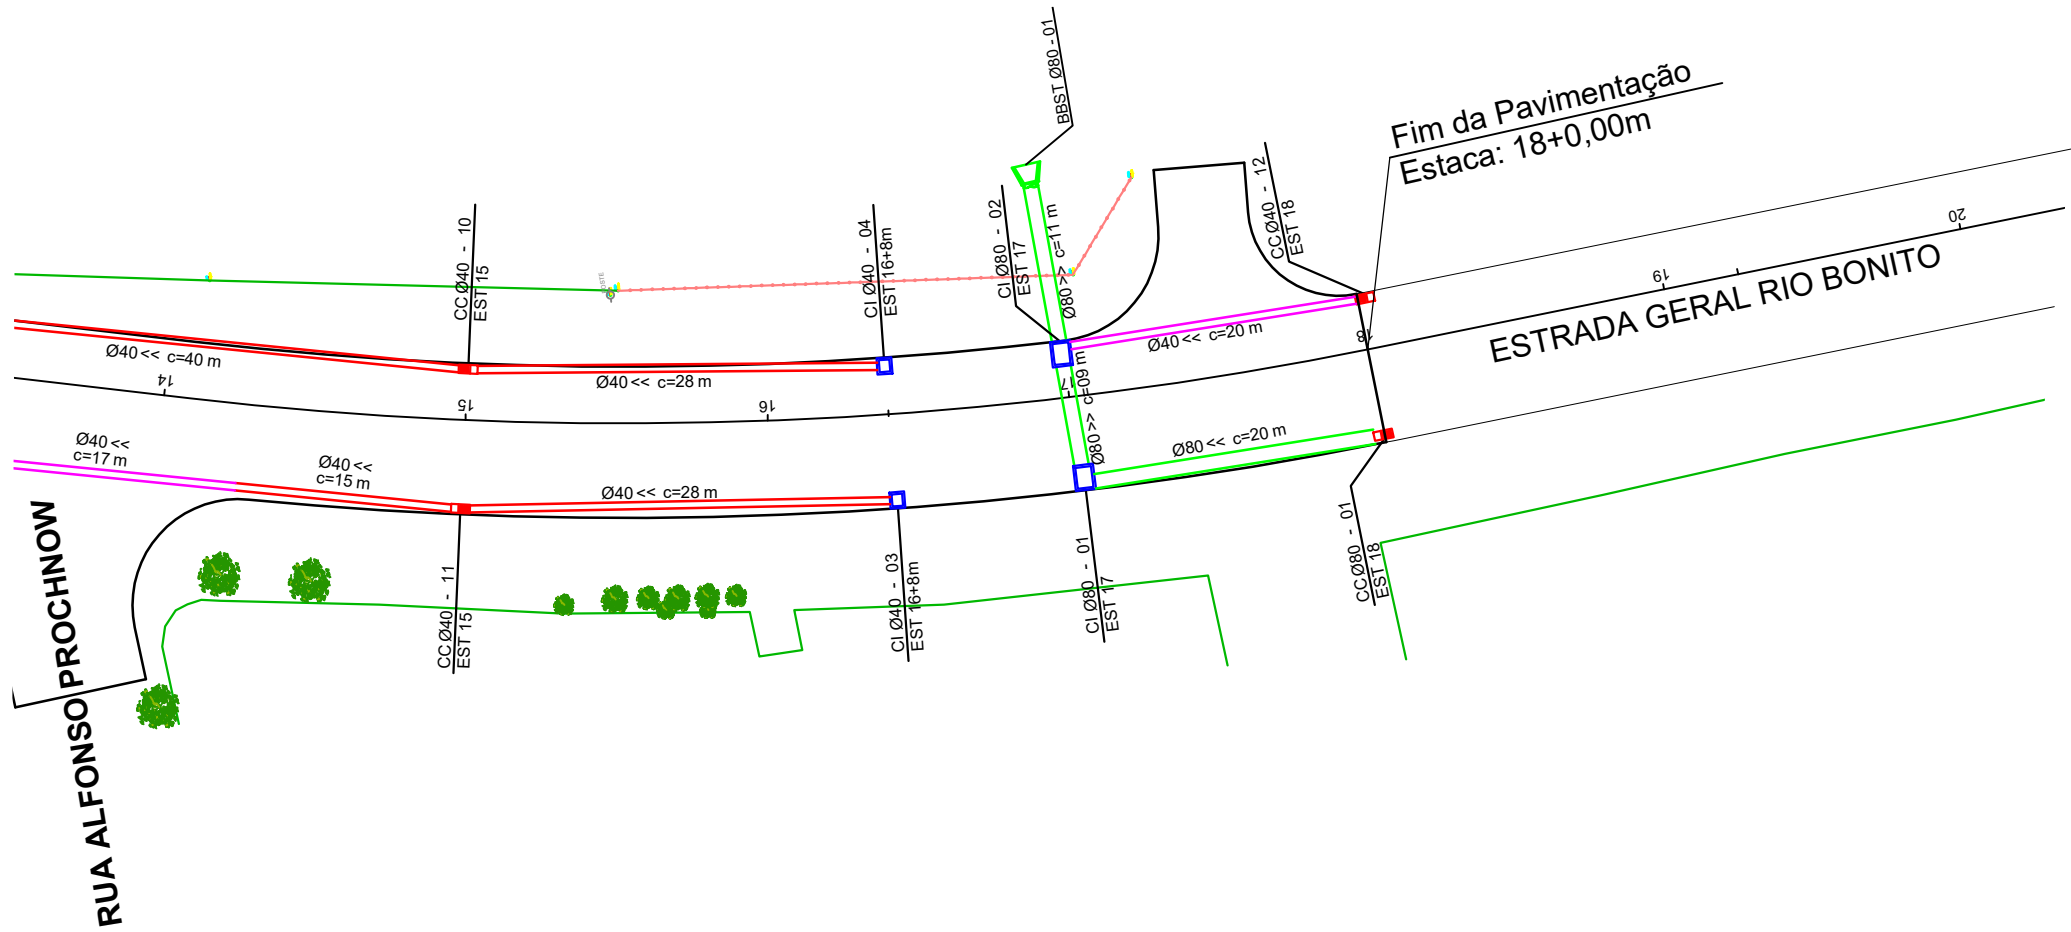 BBST Ø80 - 01
Fim da Pavimentação
Estaca: 18+0,00m
CC Ø40 - 10
EST 15
CI Ø40 - 04
EST 16+8m
CI Ø80 - 02
EST 17
Ø80 >> c=11 m
CC Ø40 - 12
EST 18
20
19
ESTRADA GERAL RIO BONITO
Ø40 << c=40 m
Ø40 << c=28 m
Ø40 << c=20 m
18
14
15
16
17
Ø80 >> c=09 m
Ø40 <<
c=17 m
Ø40 <<
c=15 m
Ø40 << c=28 m
Ø80 << c=20 m
CC Ø40 - 11
EST 15
CI Ø40 - 03
EST 16+8m
CI Ø80 - 01
EST 17
CC Ø80 - 01
EST 18
RUA ALFONSO PROCHNOW